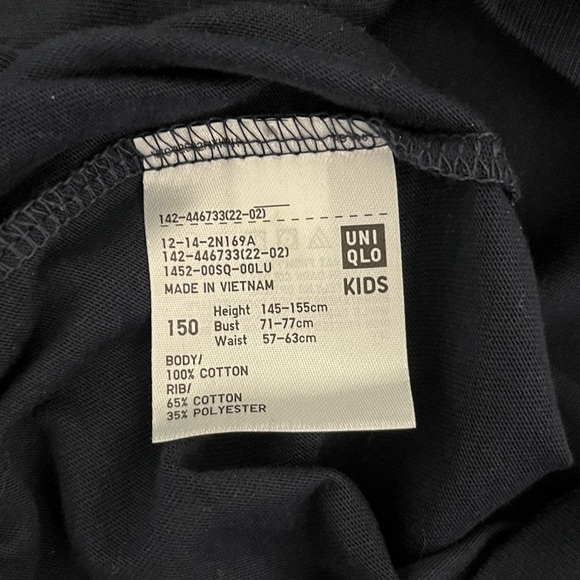 142-446733(22-02)
12-14-2N169A
142-446733(22-02)
1452-00SQ-00LU
MADE IN VIETNAM
UNI
QLO
KIDS
150
Height 145-155cm
Bust 71-77cm
Waist 57-63cm
BODY/
100% COTTON
RIB/
65% COTTON
35% POLYESTER